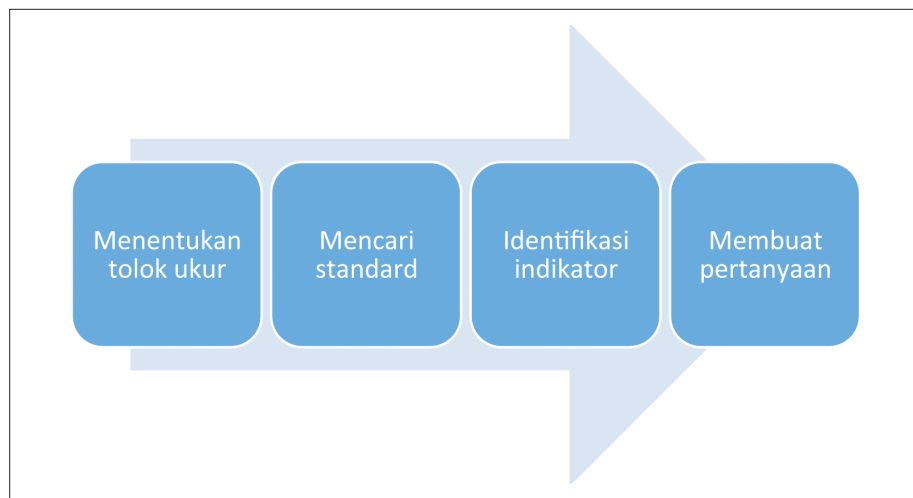 Menentukan
tolok ukur
Mencari
standard
Identifikasi
indikator
Membuat
pertanyaan